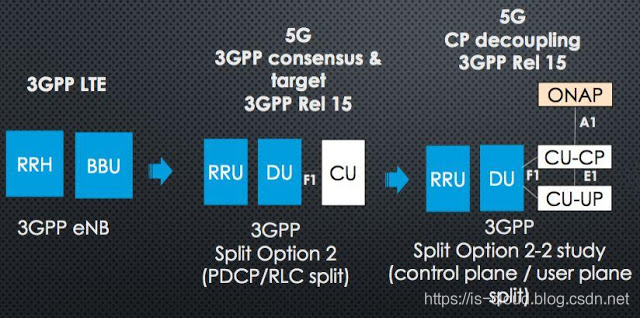 3GPP LTE
RRH
BBU
3GPP eNB
5G
3GPP consensus &
target
3GPP Rel 15
RRU
DU
F1
CU
3GPP
Split Option 2
(PDCP/RLC split)
5G
CP decoupling
3GPP Rel 15
ONAP
A1
RRU
DU
F1
CU-CP
E1
CU-UP
3GPP
Split Option 2-2 study
(control plane / user plane
split)
https://is-cloud.blog.csdn.net